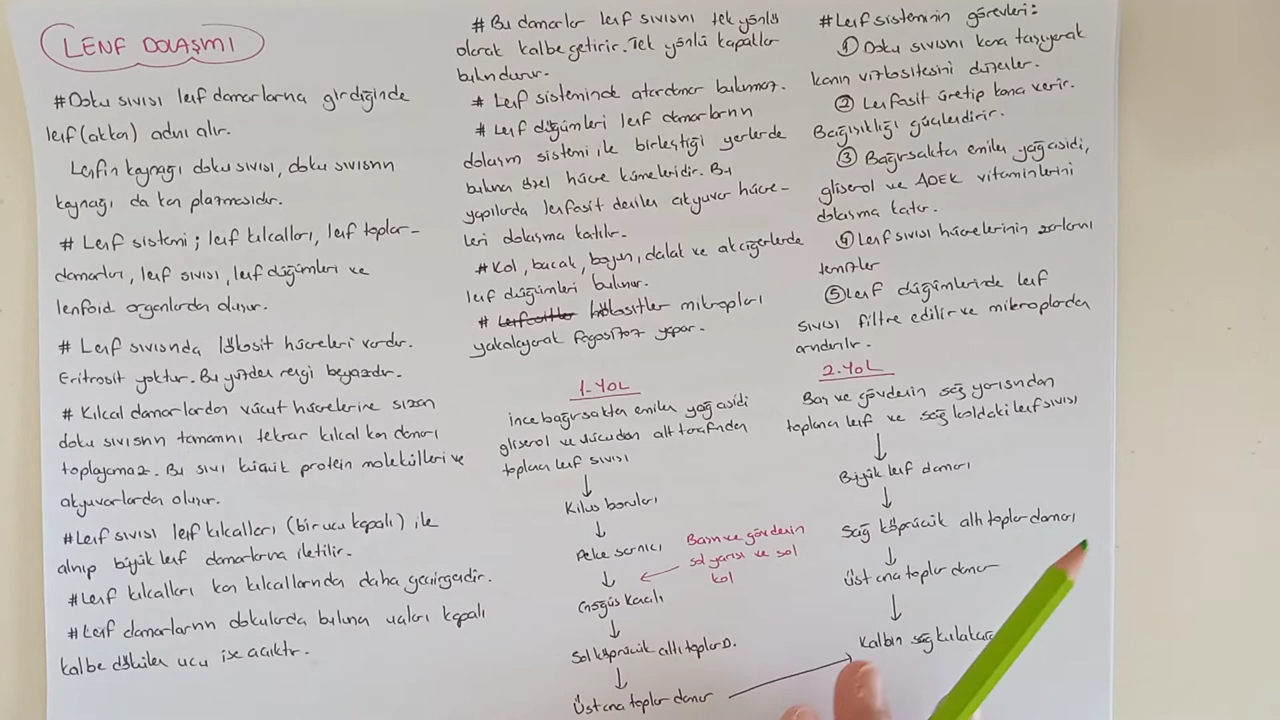 LENF DOLAŞMI
#Doku sıvısı lenf damarlarına girdiğinde
lenf (akkan) adını alır.
Lenfin kaynağı doku sıvısı, doku sıvısının
kaynağı da kan plazmasıdır.
# Lenf sistemi; lenf kılcalları, lenf toplar-
damarları, lenf sıvısı, lenf düğümleri ve
lenfoid organlardan oluşur.
# Lenf sıvısında lökosit hücreleri vardır.
Eritrosit yoktur. Bu yüzden rengi beyazdır.
# Kılcal damarlardan vücut hücrelerine sızan
doku sıvısının tamamını tekrar kılcal kan damarı
toplayamaz. Bu sıvı küçük protein molekülleri ve
akyuvarlardan oluşur.
#Lenf sıvısı lenf kılcalları (bir ucu kapalı) ile
alınıp büyük lenf damarlarına iletilir.
#Lenf kılcalları kan kılcallarından daha geçirgendir.
#Lenf damarlarının dokularda bulunan uçları kapalı
kalbe dökülen ucu ise açıktır.
# Bu damarlar lenf sıvısını tek yönlü
olarak kalbe getirir. Tek yönlü kapaklar
bulundurur.
# Lenf sisteminde atardamar bulunmaz.
# Lenf düğümleri lenf damarlarının
dolaşım sistemi ile birleştiği yerlerde
bulunan özel hücre kümeleridir. Bu
yapılarda lenfosit denilen akyuvar hücre-
leri dolaşıma katılır.
#Kol, bacak, boyun, dalak ve akciğerlerde
lenf düğümleri bulunur.
# Lenfositler lökositler mikropları
yakalayarak fagositoz yapar.
1. YOL
İnce bağırsaktan emilen yağ asidi
gliserol ve vücudun alt tarafından
toplanan lenf sıvısı
↓
Kilus boruları
↓
Peke sarnıcı
↓
Başın ve gövdenin
sol yarısı ve sol
kol
Göğüs kanalı
↓
Sol köprücük altı toplar D.
↓
Üst ana toplar damar
#Lenf sisteminin görevleri:
① Doku sıvısını kana taşıyarak
kanın vizkositesini düzenler.
② Lenfosit üretip kana verir.
Bağışıklığı güçlendirir.
③ Bağırsaktan emilen yağ asidi,
gliserol ve ADEK vitaminlerini
dolaşıma katar.
④ Lenf sıvısı hücrelerinin zarlarını
temizler
⑤ Lenf düğümlerinde lenf
sıvısı filtre edilir ve mikroplardan
arındırılır.
2. YOL
Baş ve gövdenin sağ yarısından
toplanan lenf ve sağ koldaki lenf sıvısı
↓
Büyük lenf damarı
↓
Sağ köprücük altı toplar damarı
↓
Üst ana toplar damar
↓
Kalbin sağ